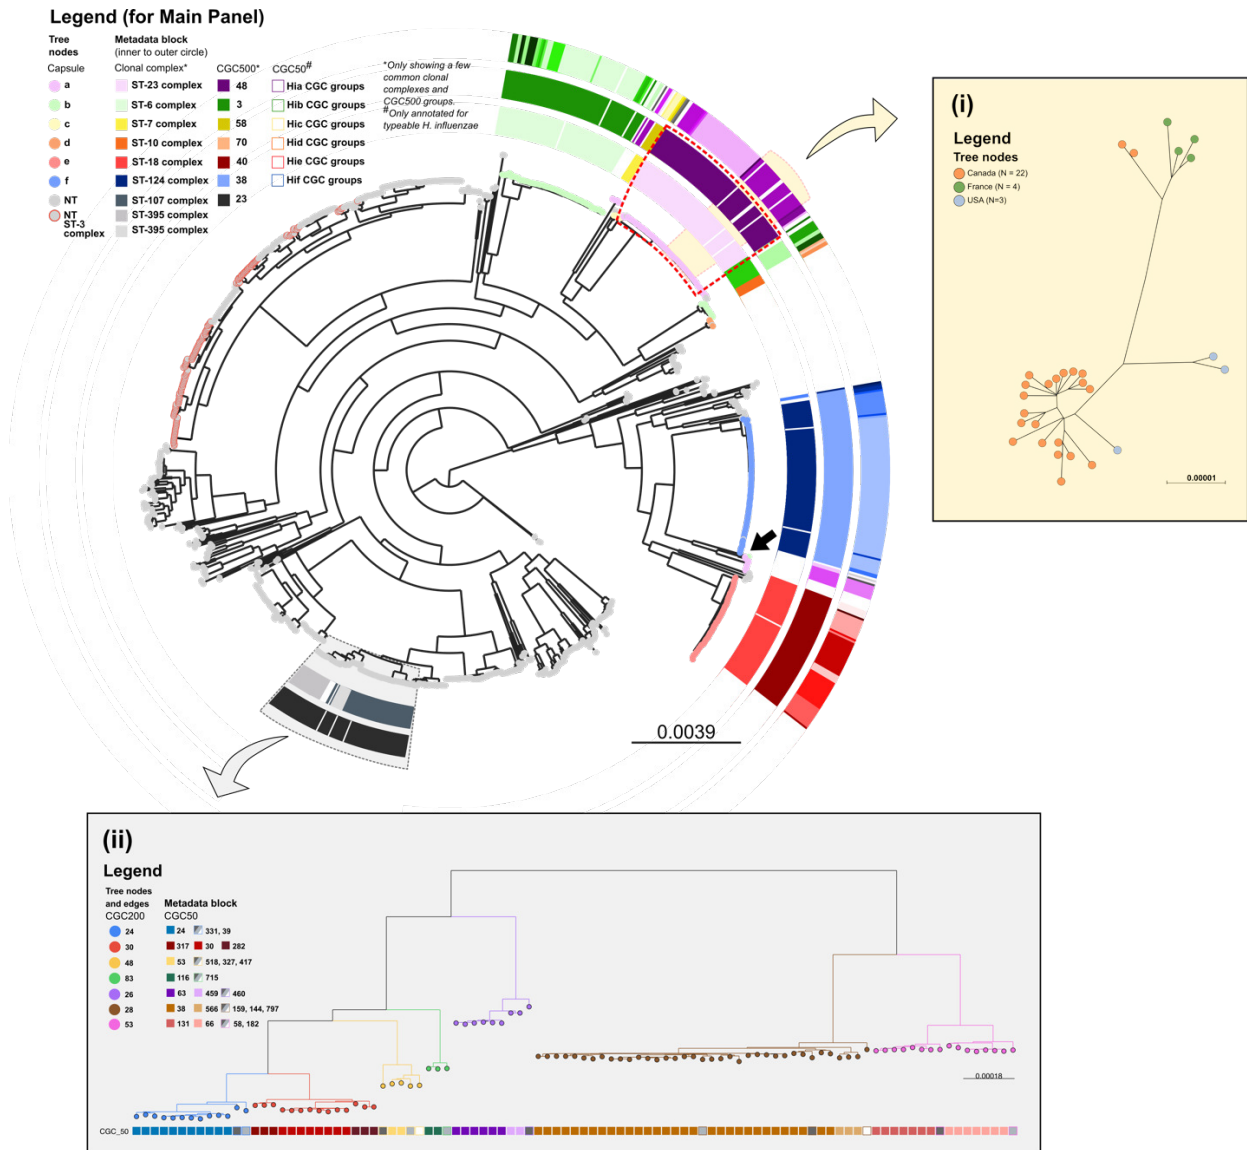 Legend (for Main Panel)
Tree nodes
Metadata block
(inner to outer circle)
Capsule
Clonal complex*
CGC500*
CGC50#
a
ST-23 complex
48
Hia CGC groups
b
ST-6 complex
3
Hib CGC groups
c
ST-7 complex
58
Hic CGC groups
d
ST-10 complex
70
Hid CGC groups
e
ST-18 complex
40
Hie CGC groups
f
ST-124 complex
38
Hif CGC groups
NT
ST-107 complex
23
NT ST-3 complex
ST-395 complex
ST-395 complex
*Only showing a few
common clonal
complexes and
CGC500 groups.
#Only annotated for
typeable H. influenzae
0.0039
(i)
Legend
Tree nodes
Canada (N = 22)
France (N = 4)
USA (N=3)
0.00001
(ii)
Legend
Tree nodes
and edges
CGC200
Metadata block
CGC50
24
24
331, 39
30
317
30
282
48
53
518, 327, 417
83
116
715
26
63
459
460
28
38
566
159, 144, 797
53
131
66
58, 182
0.00018
CGC_50